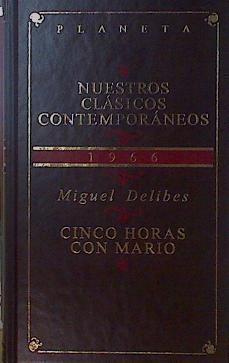 PLANETA
NUESTROS
CLÁSICOS
CONTEMPORÁNEOS
1966
Miguel Delibes
CINCO HORAS
CON MARIO